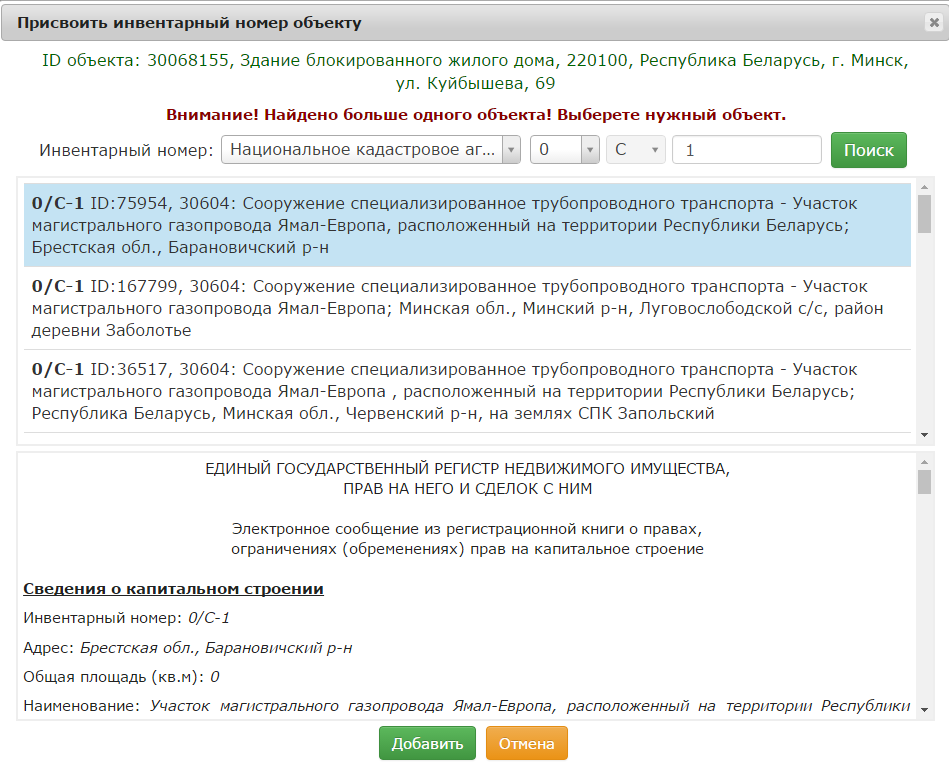 Присвоить инвентарный номер объекту
ID объекта: 30068155, Здание блокированного жилого дома, 220100, Республика Беларусь, г. Минск,
ул. Куйбышева, 69
Внимание! Найдено больше одного объекта! Выберете нужный объект.
Инвентарный номер: Национальное кадастровое аг... 0 С 1 Поиск
0/С-1 ID:75954, 30604: Сооружение специализированное трубопроводного транспорта - Участок
магистрального газопровода Ямал-Европа, расположенный на территории Республики Беларусь;
Брестская обл., Барановичский р-н
0/С-1 ID:167799, 30604: Сооружение специализированное трубопроводного транспорта - Участок
магистрального газопровода Ямал-Европа; Минская обл., Минский р-н, Луговослободской с/с, район
деревни Заболотье
0/С-1 ID:36517, 30604: Сооружение специализированное трубопроводного транспорта - Участок
магистрального газопровода Ямал-Европа , расположенный на территории Республики Беларусь;
Республика Беларусь, Минская обл., Червенский р-н, на землях СПК Запольский
ЕДИНЫЙ ГОСУДАРСТВЕННЫЙ РЕГИСТР НЕДВИЖИМОГО ИМУЩЕСТВА,
ПРАВ НА НЕГО И СДЕЛОК С НИМ
Электронное сообщение из регистрационной книги о правах,
ограничениях (обременениях) прав на капитальное строение
Сведения о капитальном строении
Инвентарный номер: 0/С-1
Адрес: Брестская обл., Барановичский р-н
Общая площадь (кв.м): 0
Наименование: Участок магистрального газопровода Ямал-Европа, расположенный на территории Республики
Добавить Отмена